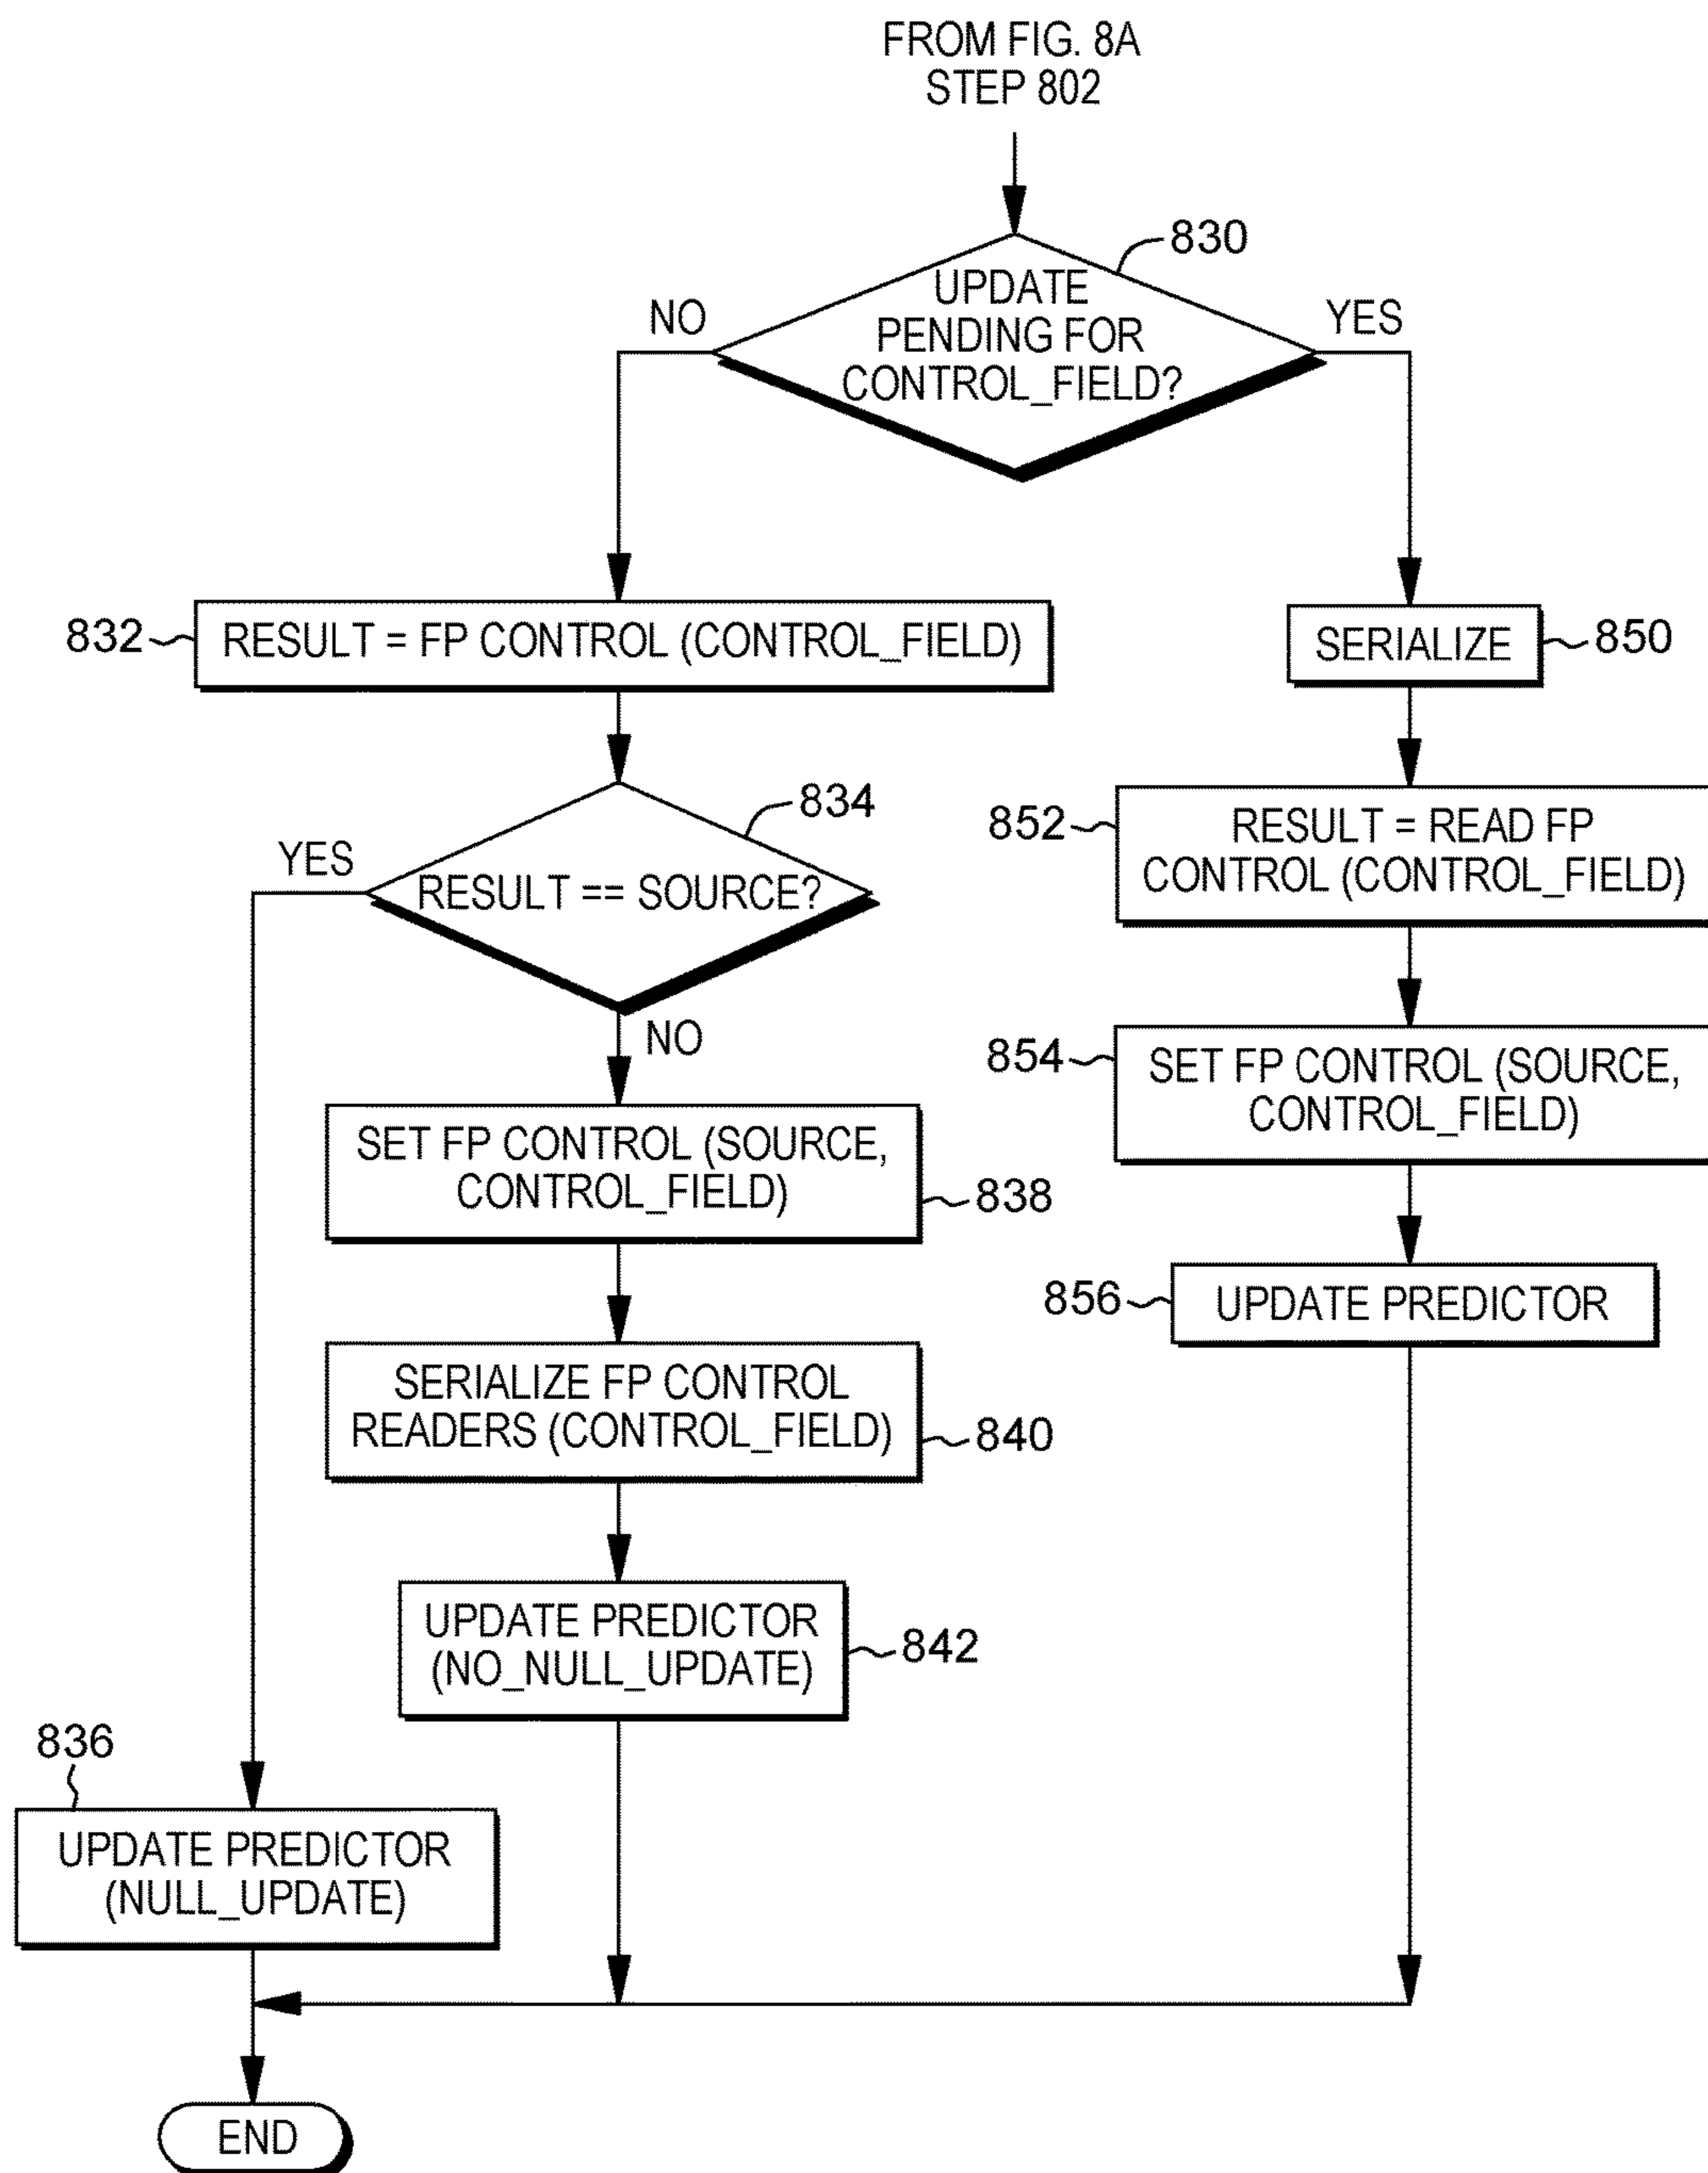 FROM FIG. 8A
STEP 802
830
UPDATE
PENDING FOR
CONTROL_FIELD?
NO
YES
832
RESULT = FP CONTROL (CONTROL_FIELD)
SERIALIZE
850
834
RESULT == SOURCE?
YES
NO
852
RESULT = READ FP
CONTROL (CONTROL_FIELD)
854
SET FP CONTROL (SOURCE,
CONTROL_FIELD)
SET FP CONTROL (SOURCE,
CONTROL_FIELD)
838
856
UPDATE PREDICTOR
SERIALIZE FP CONTROL
READERS (CONTROL_FIELD)
840
UPDATE PREDICTOR
(NO_NULL_UPDATE)
842
836
UPDATE PREDICTOR
(NULL_UPDATE)
END